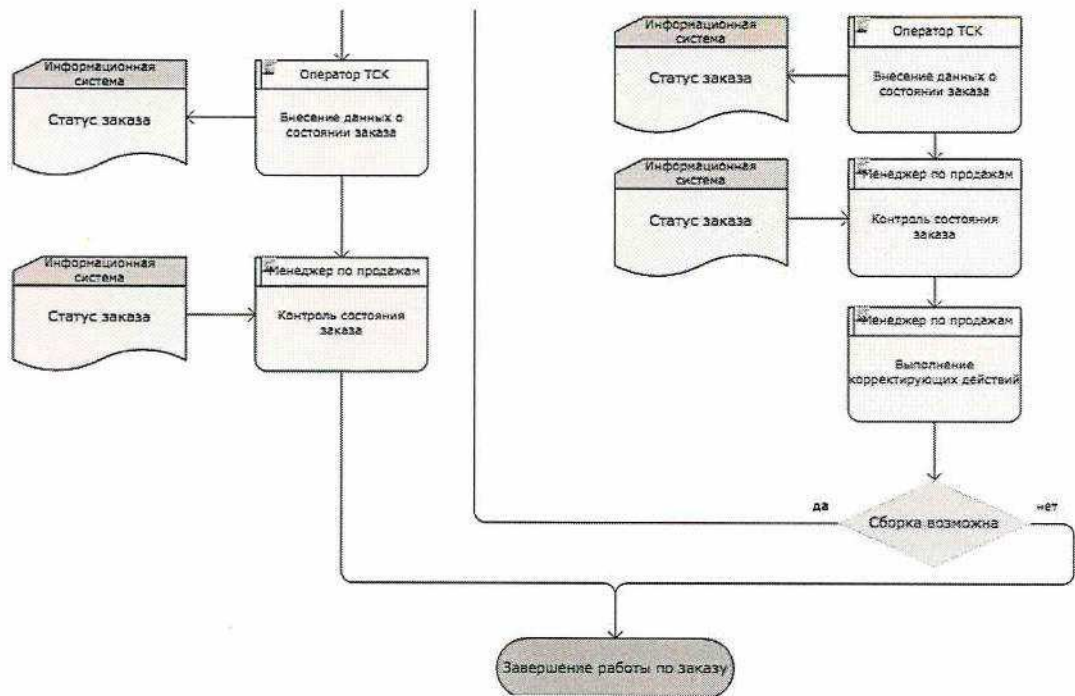 Информационная
система
Статус заказа
Оператор ТСК
Внесение данных о
состоянии заказа
Информационная
система
Статус заказа
Менеджер по продажам
Контроль состояния
заказа
Информационная
система
Статус заказа
Оператор ТСК
Внесение данных о
состоянии заказа
Информационная
система
Статус заказа
Менеджер по продажам
Контроль состояния
заказа
Менеджер по продажам
Выполнение
корректирующих действий
да
Сборка возможна
нет
Завершение работы по заказу